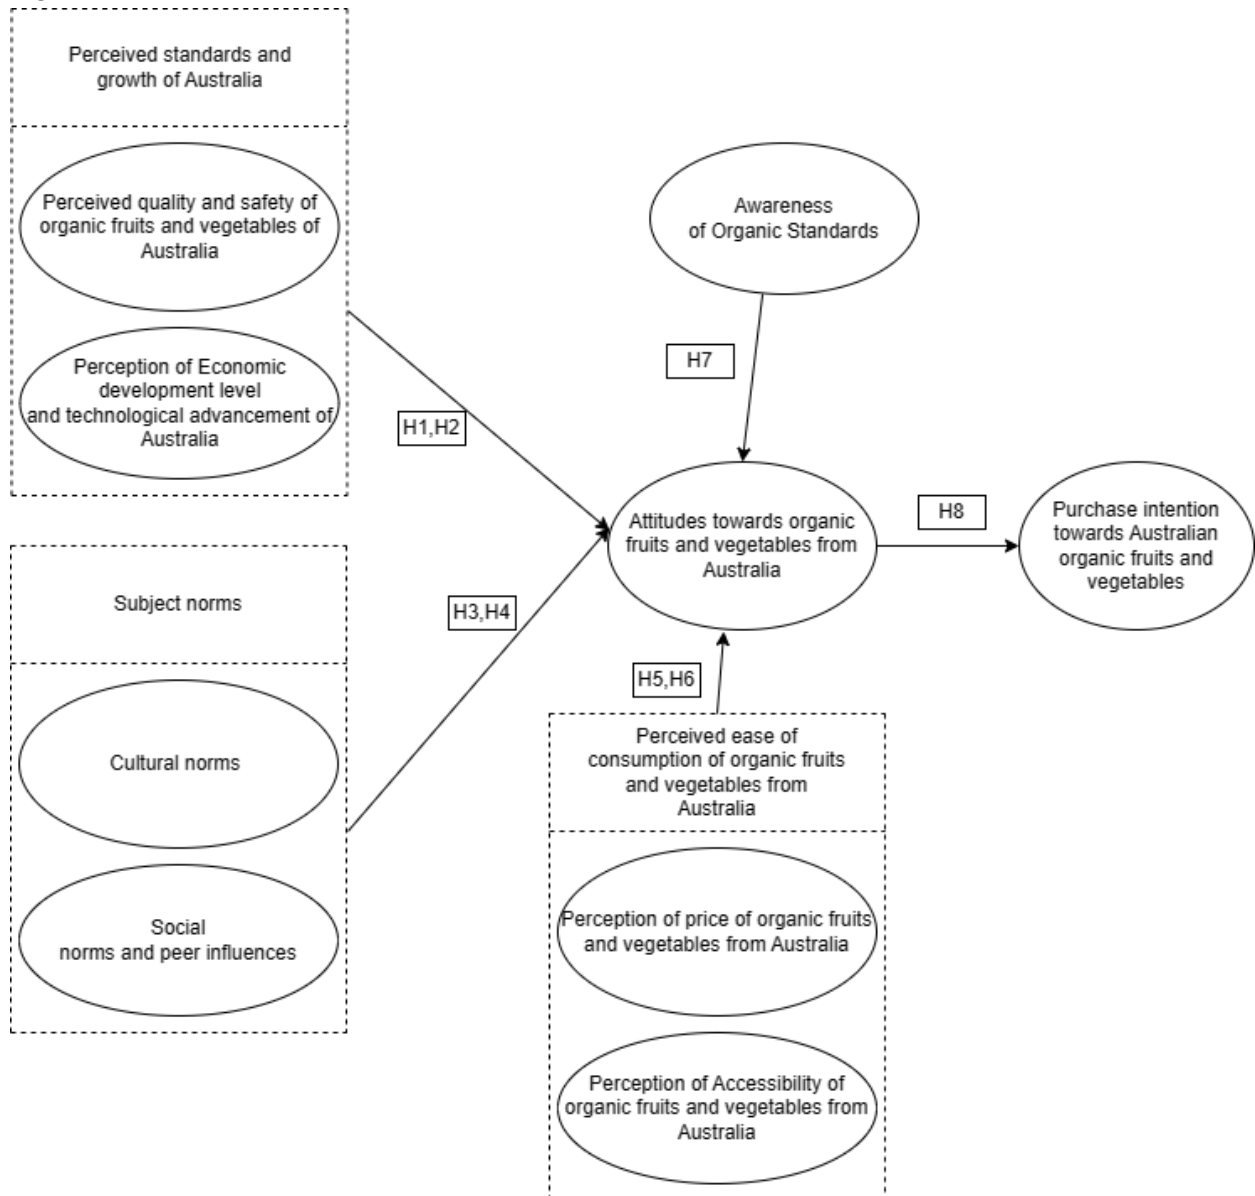 Perceived standards and
growth of Australia
Perceived quality and safety of
organic fruits and vegetables of
Australia
Perception of Economic
development level
and technological advancement of
Australia
H1,H2
Subject norms
Cultural norms
Social
norms and peer influences
H3,H4
Awareness
of Organic Standards
H7
Attitudes towards organic
fruits and vegetables from
Australia
H8
Purchase intention
towards Australian
organic fruits and
vegetables
H5,H6
Perceived ease of
consumption of organic fruits
and vegetables from
Australia
Perception of price of organic fruits
and vegetables from Australia
Perception of Accessibility of
organic fruits and vegetables from
Australia